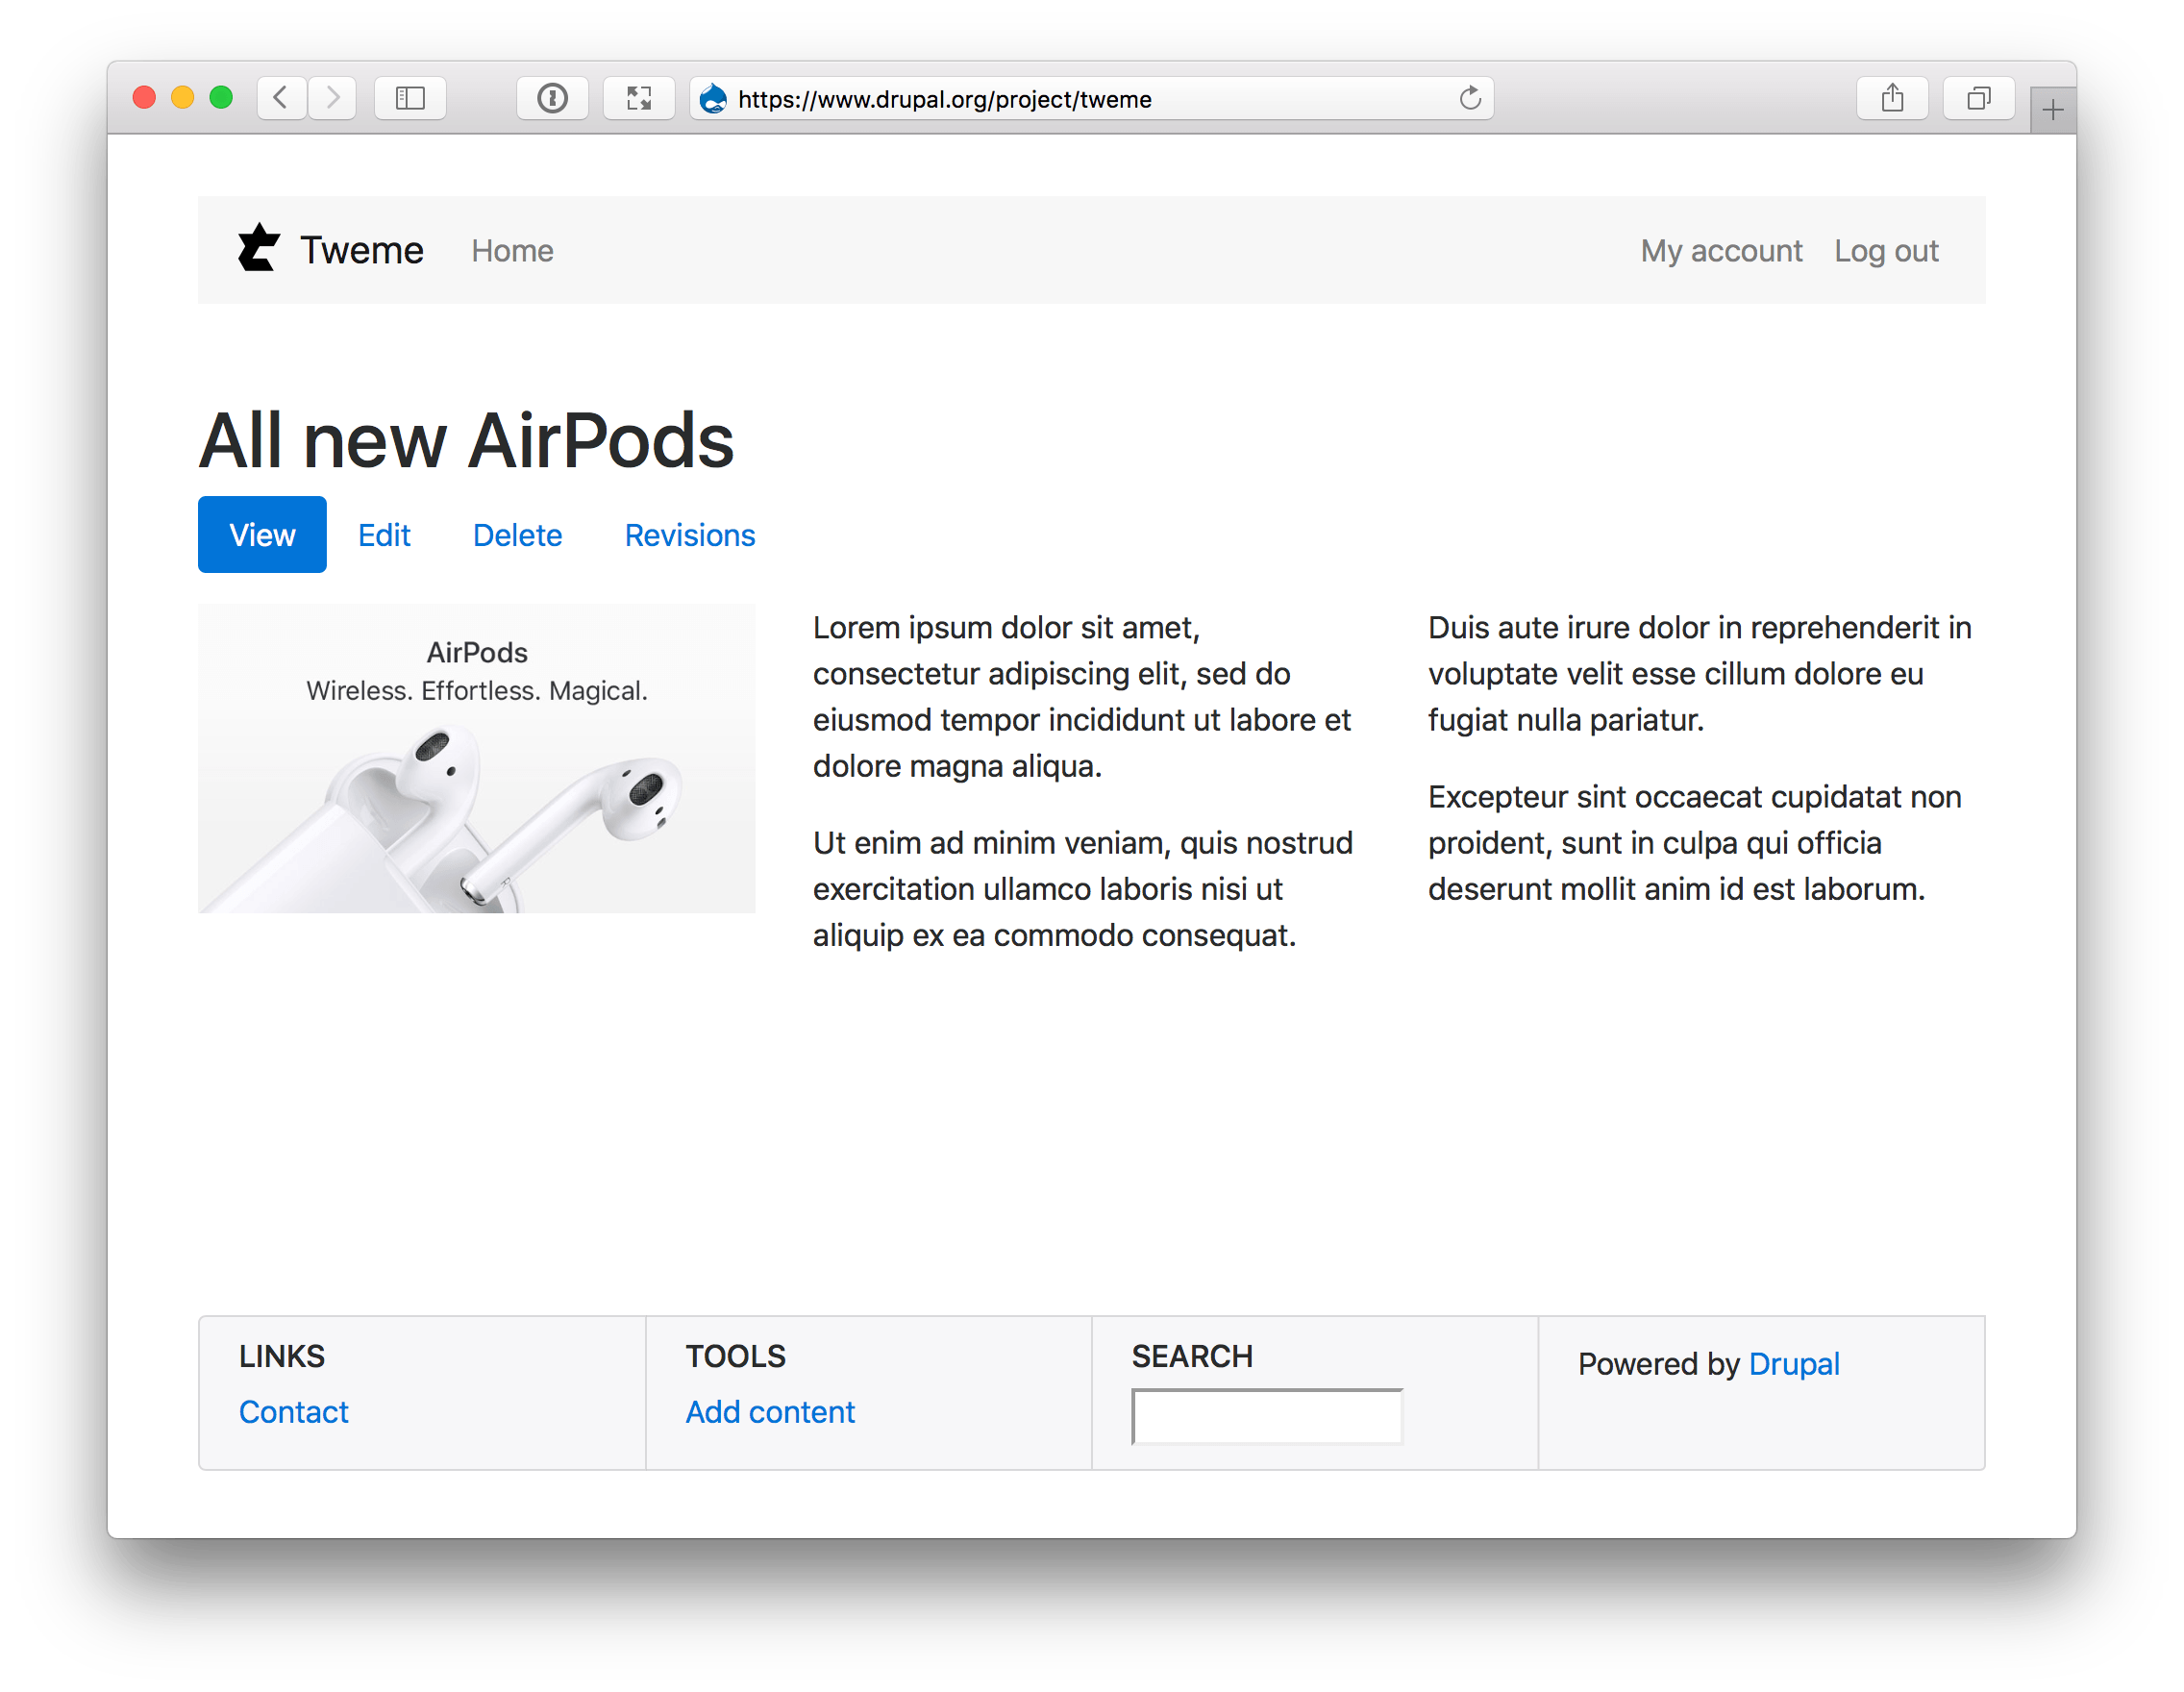 https://www.drupal.org/project/tweme
Tweme
Home
My account
Log out
All new AirPods
View
Edit
Delete
Revisions
AirPods
Wireless. Effortless. Magical.
Lorem ipsum dolor sit amet,
consectetur adipiscing elit, sed do
eiusmod tempor incididunt ut labore et
dolore magna aliqua.
Ut enim ad minim veniam, quis nostrud
exercitation ullamco laboris nisi ut
aliquip ex ea commodo consequat.
Duis aute irure dolor in reprehenderit in
voluptate velit esse cillum dolore eu
fugiat nulla pariatur.
Excepteur sint occaecat cupidatat non
proident, sunt in culpa qui officia
deserunt mollit anim id est laborum.
LINKS
Contact
TOOLS
Add content
SEARCH
Powered by Drupal